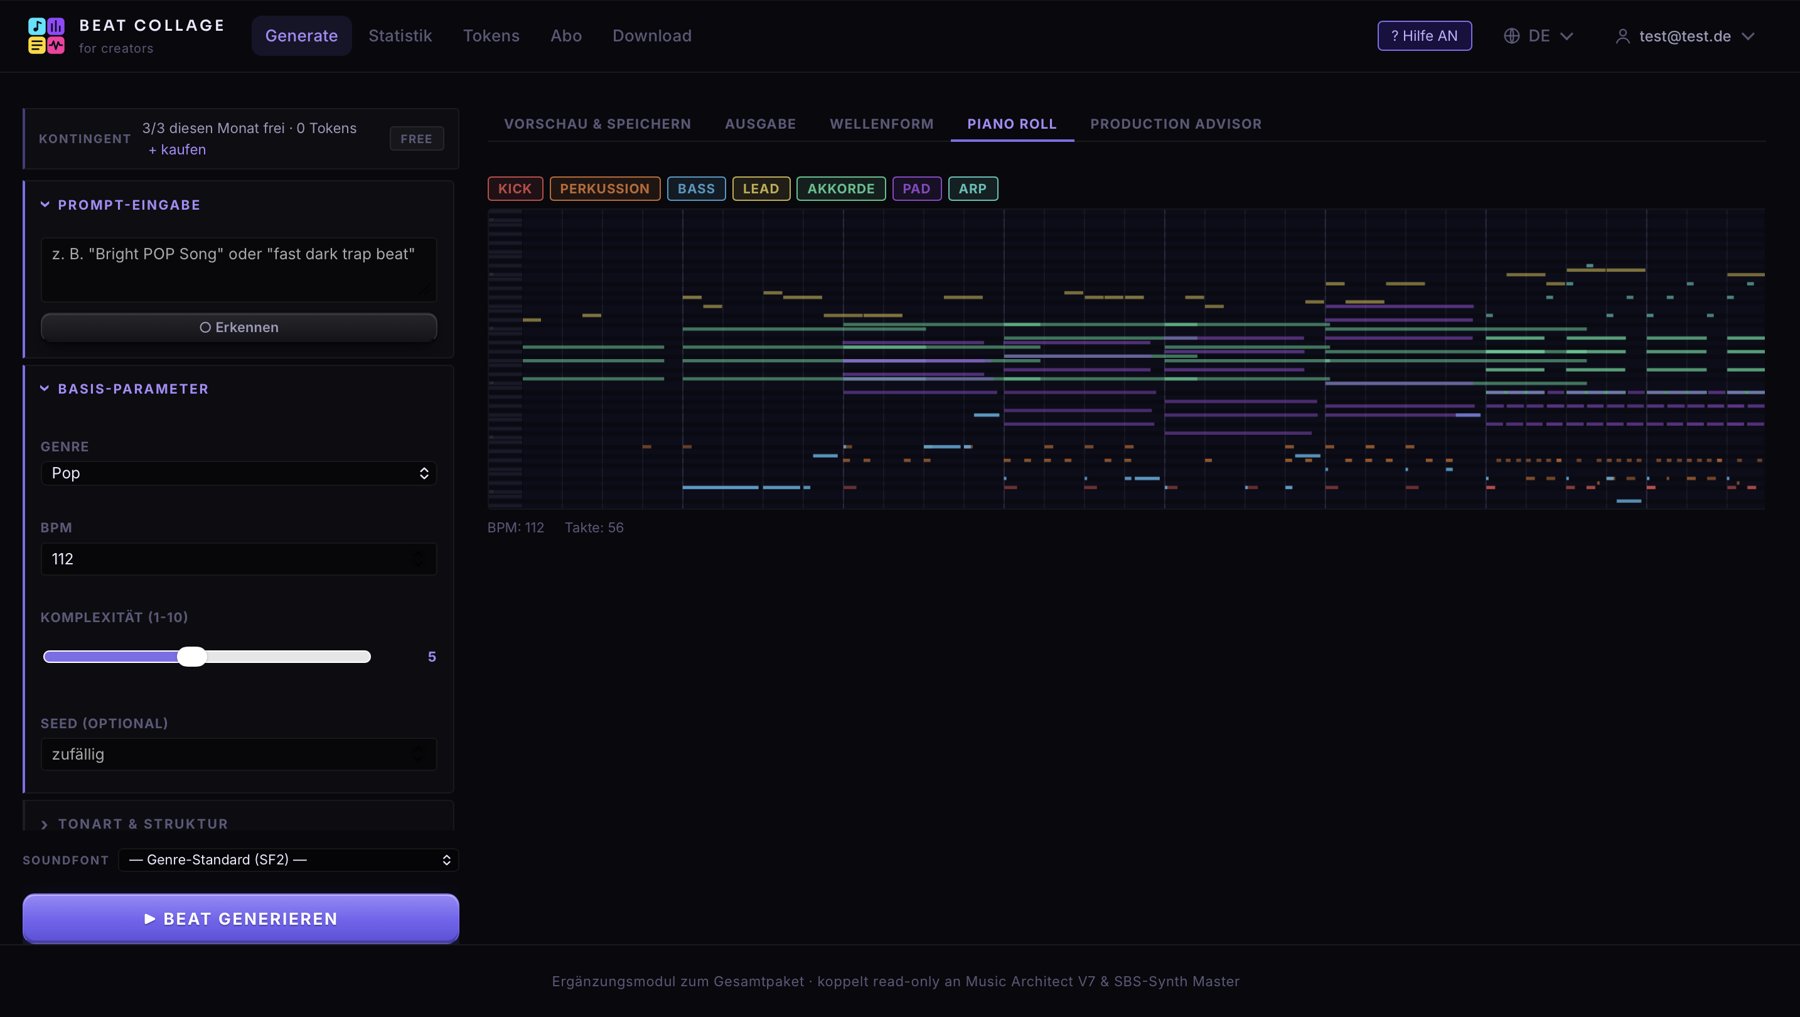 BEAT COLLAGE
for creators
Generate
Statistik
Tokens
Abo
Download
? Hilfe AN
DE
test@test.de
KONTINGENT
3/3 diesen Monat frei · 0 Tokens
+ kaufen
FREE
PROMPT-EINGABE
z. B. "Bright POP Song" oder "fast dark trap beat"
Erkennen
BASIS-PARAMETER
GENRE
Pop
BPM
112
KOMPLEXITÄT (1-10)
5
SEED (OPTIONAL)
zufällig
TONART & STRUKTUR
SOUNDFONT
— Genre-Standard (SF2) —
BEAT GENERIEREN
VORSCHAU & SPEICHERN
AUSGABE
WELLENFORM
PIANO ROLL
PRODUCTION ADVISOR
KICK
PERKUSSION
BASS
LEAD
AKKORDE
PAD
ARP
BPM: 112
Takte: 56
Ergänzungsmodul zum Gesamtpaket · koppelt read-only an Music Architect V7 & SBS-Synth Master